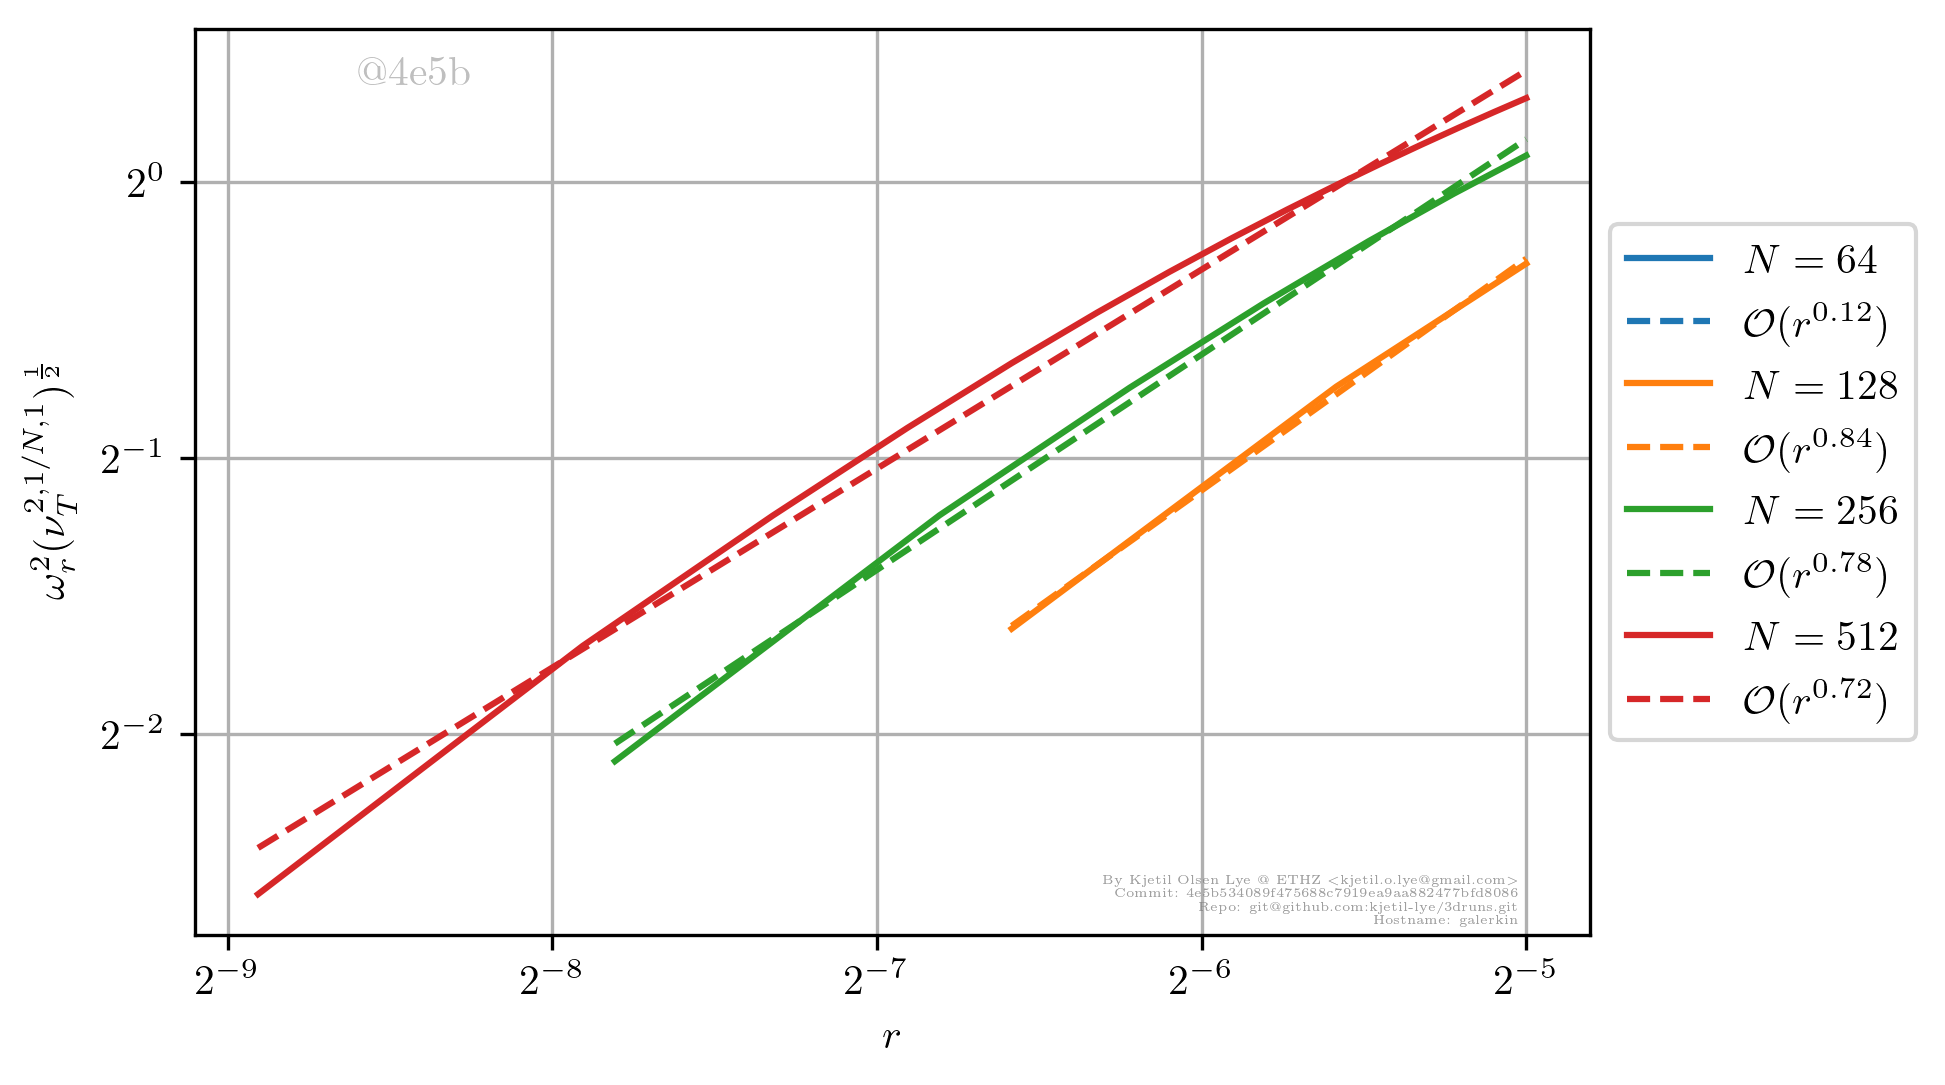 @4e5b
2^0
2^{-1}
2^{-2}
ω_r^2(ν_T^{2,1/N,1})^{\frac{1}{2}}
N = 64
𝒪(r^{0.12})
N = 128
𝒪(r^{0.84})
N = 256
𝒪(r^{0.78})
N = 512
𝒪(r^{0.72})
By Kjetil Olsen Lye @ ETHZ <kjetil.o.lye@gmail.com>
Commit: 4e5b534089f475688c7919ea9aa882477bfd8086
Repo: git@github.com:kjetil-lye/3druns.git
Hostname: galerkin
2^{-9} 2^{-8} 2^{-7} 2^{-6} 2^{-5}
r